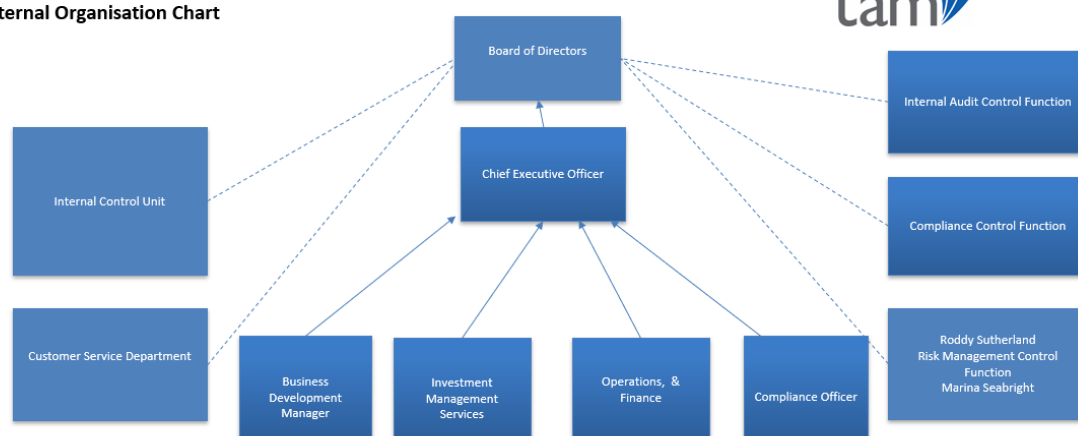 ternal Organisation Chart
tam
Board of Directors
Internal Audit Control Function
Chief Executive Officer
Internal Control Unit
Compliance Control Function
Customer Service Department
Business
Development
Manager
Investment
Management
Services
Operations, &
Finance
Compliance Officer
Roddy Sutherland
Risk Management Control
Function
Marina Seabright